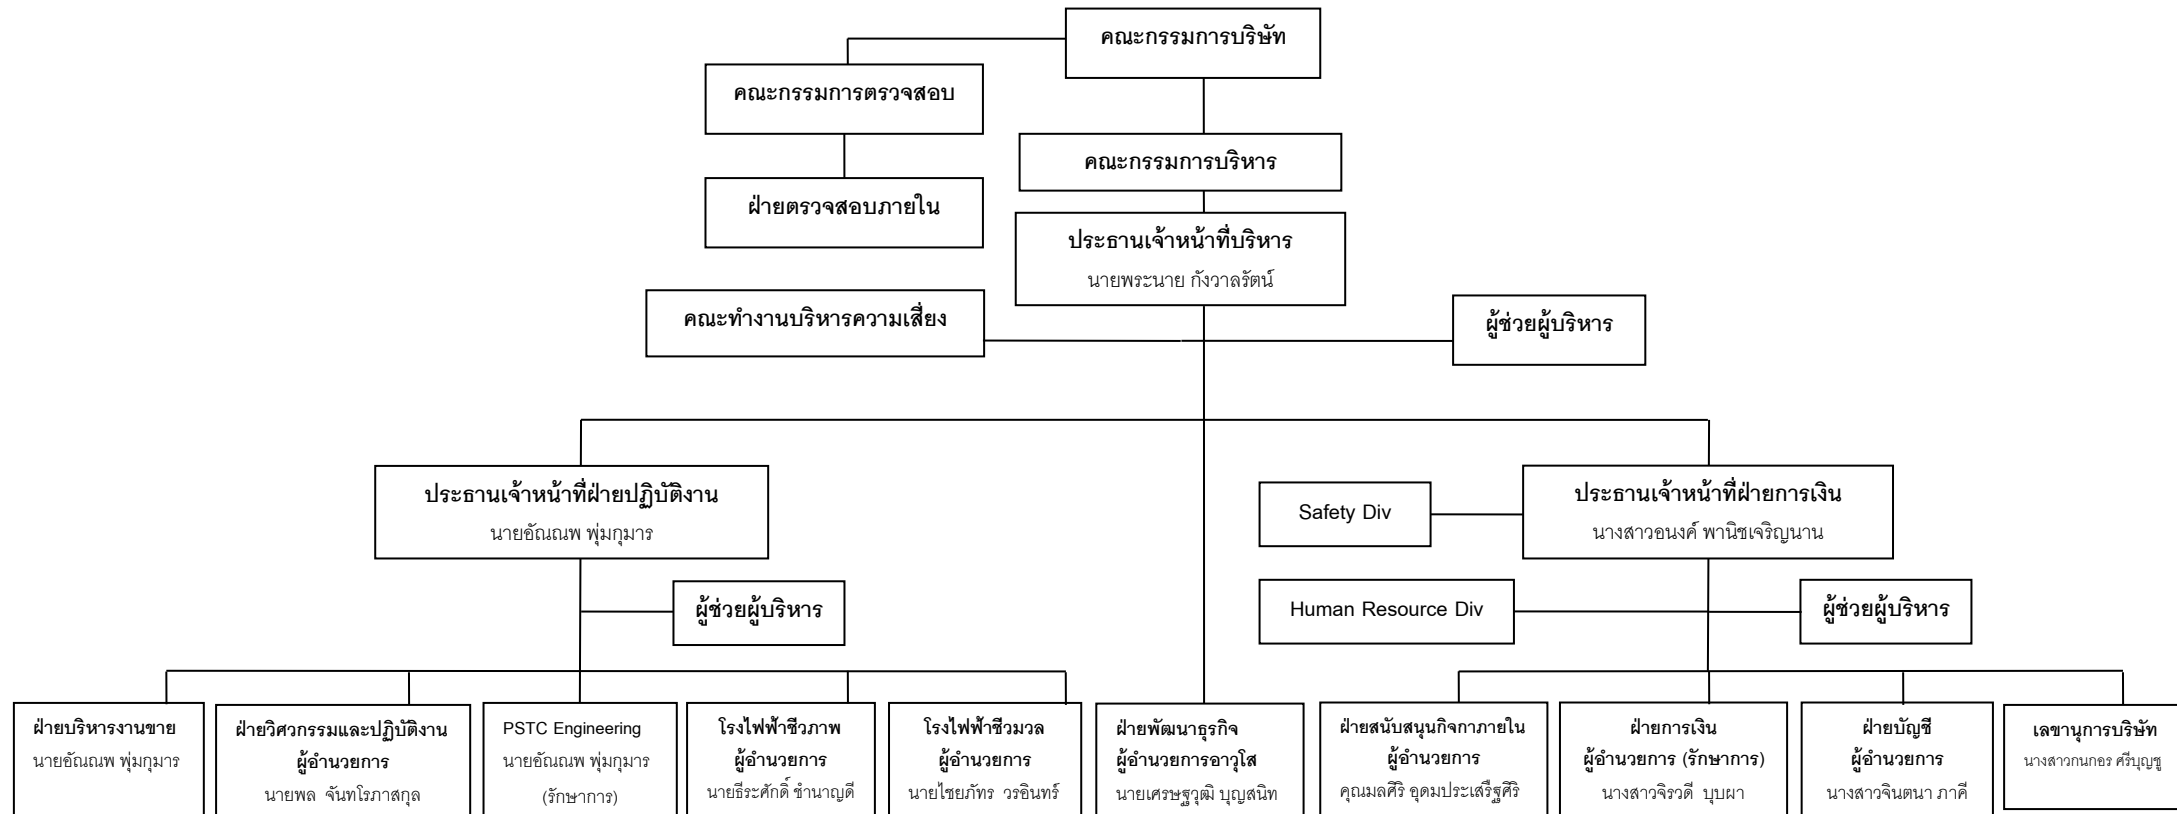 คณะกรรมการบริษัท
คณะกรรมการตรวจสอบ
คณะกรรมการบริหาร
ฝ่ายตรวจสอบภายใน
ประธานเจ้าหน้าที่บริหาร
นายพระนาย กังวาลรัตน์
คณะทำงานบริหารความเสี่ยง
ผู้ช่วยผู้บริหาร
ประธานเจ้าหน้าที่ฝ่ายปฏิบัติงาน
นายอัณณพ พุ่มกุมาร
Safety Div
ประธานเจ้าหน้าที่ฝ่ายการเงิน
นางสาวอนงค์ พานิชเจริญนาน
ผู้ช่วยผู้บริหาร
Human Resource Div
ผู้ช่วยผู้บริหาร
ฝ่ายบริหารงานขาย
นายอัณณพ พุ่มกุมาร
ฝ่ายวิศวกรรมและปฏิบัติงาน
ผู้อำนวยการ
นายพล จันทโรภาสกุล
PSTC Engineering
นายอัณณพ พุ่มกุมาร
(รักษาการ)
โรงไฟฟ้าชีวภาพ
ผู้อำนวยการ
นายธีระศักดิ์ ชำนาญดี
โรงไฟฟ้าชีวมวล
ผู้อำนวยการ
นายไชยภัทร วรอินทร์
ฝ่ายพัฒนาธุรกิจ
ผู้อำนวยการอาวุโส
นายเศรษฐวุฒิ บุญสนิท
ฝ่ายสนับสนุนกิจกาภายใน
ผู้อำนวยการ
คุณมลศิริ อุดมประเสริฐศิริ
ฝ่ายการเงิน
ผู้อำนวยการ (รักษาการ)
นางสาวจิรวดี บุบผา
ฝ่ายบัญชี
ผู้อำนวยการ
นางสาวจินตนา ภาคี
เลขานุการบริษัท
นางสาวกนกอร ศรีบุญชู